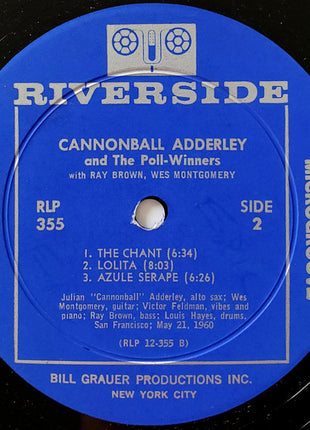 RIVERSIDE
CANNONBALL ADDERLEY
and The Poll-Winners
with RAY BROWN, WES MONTGOMERY
RLP
355
SIDE
2
1. THE CHANT (6:34)
2. LOLITA (8:03)
3. AZULE SERAPE (6:26)
Julian "Cannonball" Adderley, alto sax; Wes
Montgomery, guitar; Victor Feldman, vibes and
piano; Ray Brown, bass; Louis Hayes, drums,
San Francisco; May 21, 1960
(RLP 12-355 B)
BILL GRAUER PRODUCTIONS INC.
NEW YORK CITY
MICROGROOVE